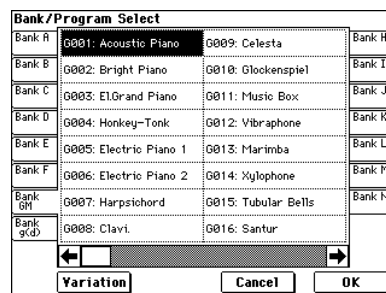 Bank/Program Select
Bank A
Bank B
Bank C
Bank D
Bank E
Bank F
Bank GM
Bank g(d)
G001: Acoustic Piano
G002: Bright Piano
G003: El.Grand Piano
G004: Honkey-Tonk
G005: Electric Piano 1
G006: Electric Piano 2
G007: Harpsichord
G008: Clavi.
G009: Celesta
G010: Glockenspiel
G011: Music Box
G012: Vibraphone
G013: Marimba
G014: Xylophone
G015: Tubular Bells
G016: Santur
Bank H
Bank I
Bank J
Bank K
Bank L
Bank M
Bank N
Variation
Cancel
OK